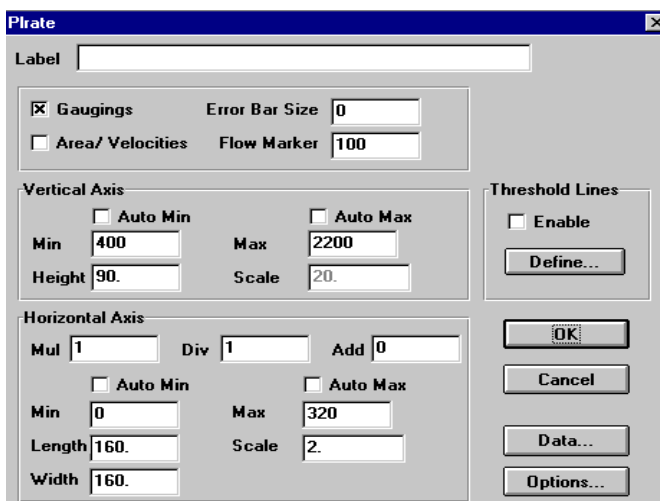 Plrate
Label
Gaugings Error Bar Size 0
Area/ Velocities Flow Marker 100
Vertical Axis
Auto Min Auto Max
Min 400 Max 2200
Height 90. Scale 20.
Threshold Lines
Enable
Define...
Horizontal Axis
Mul 1 Div 1 Add 0
Auto Min Auto Max
Min 0 Max 320
Length 160. Scale 2.
Width 160.
OK
Cancel
Data...
Options...